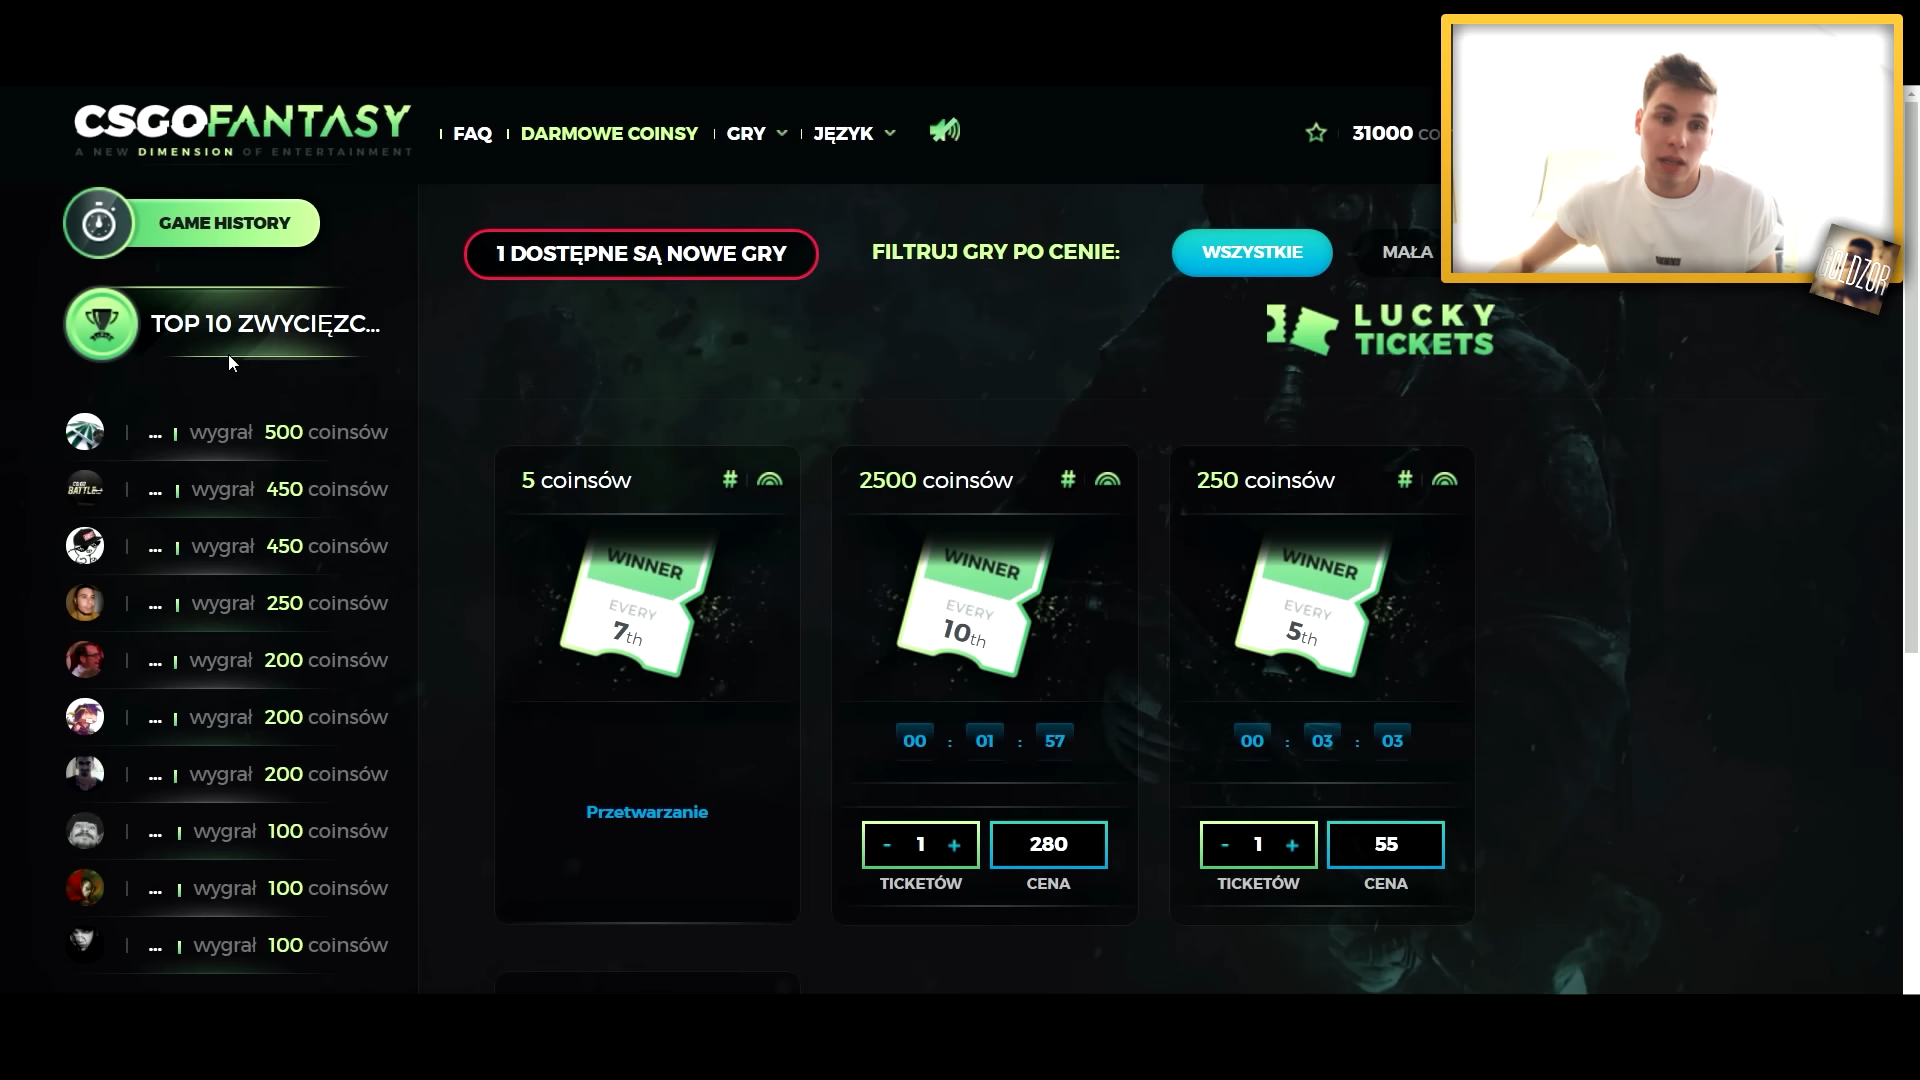 CSGOFANTASY
A NEW DIMENSION OF ENTERTAINMENT
FAQ
DARMOWE COINSY
GRY
JĘZYK
31000 co
GOLDZOR
GAME HISTORY
TOP 10 ZWYCIĘZC...
... wygrał 500 coinsów
... wygrał 450 coinsów
... wygrał 450 coinsów
... wygrał 250 coinsów
... wygrał 200 coinsów
... wygrał 200 coinsów
... wygrał 200 coinsów
... wygrał 100 coinsów
... wygrał 100 coinsów
... wygrał 100 coinsów
1 DOSTĘPNE SĄ NOWE GRY
FILTRUJ GRY PO CENIE:
WSZYSTKIE
MAŁA
LUCKY
TICKETS
5 coinsów #
WINNER
EVERY
7th
Przetwarzanie
2500 coinsów #
WINNER
EVERY
10th
00 : 01 : 57
- 1 + 280
TICKETÓW CENA
250 coinsów #
WINNER
EVERY
5th
00 : 03 : 03
- 1 + 55
TICKETÓW CENA